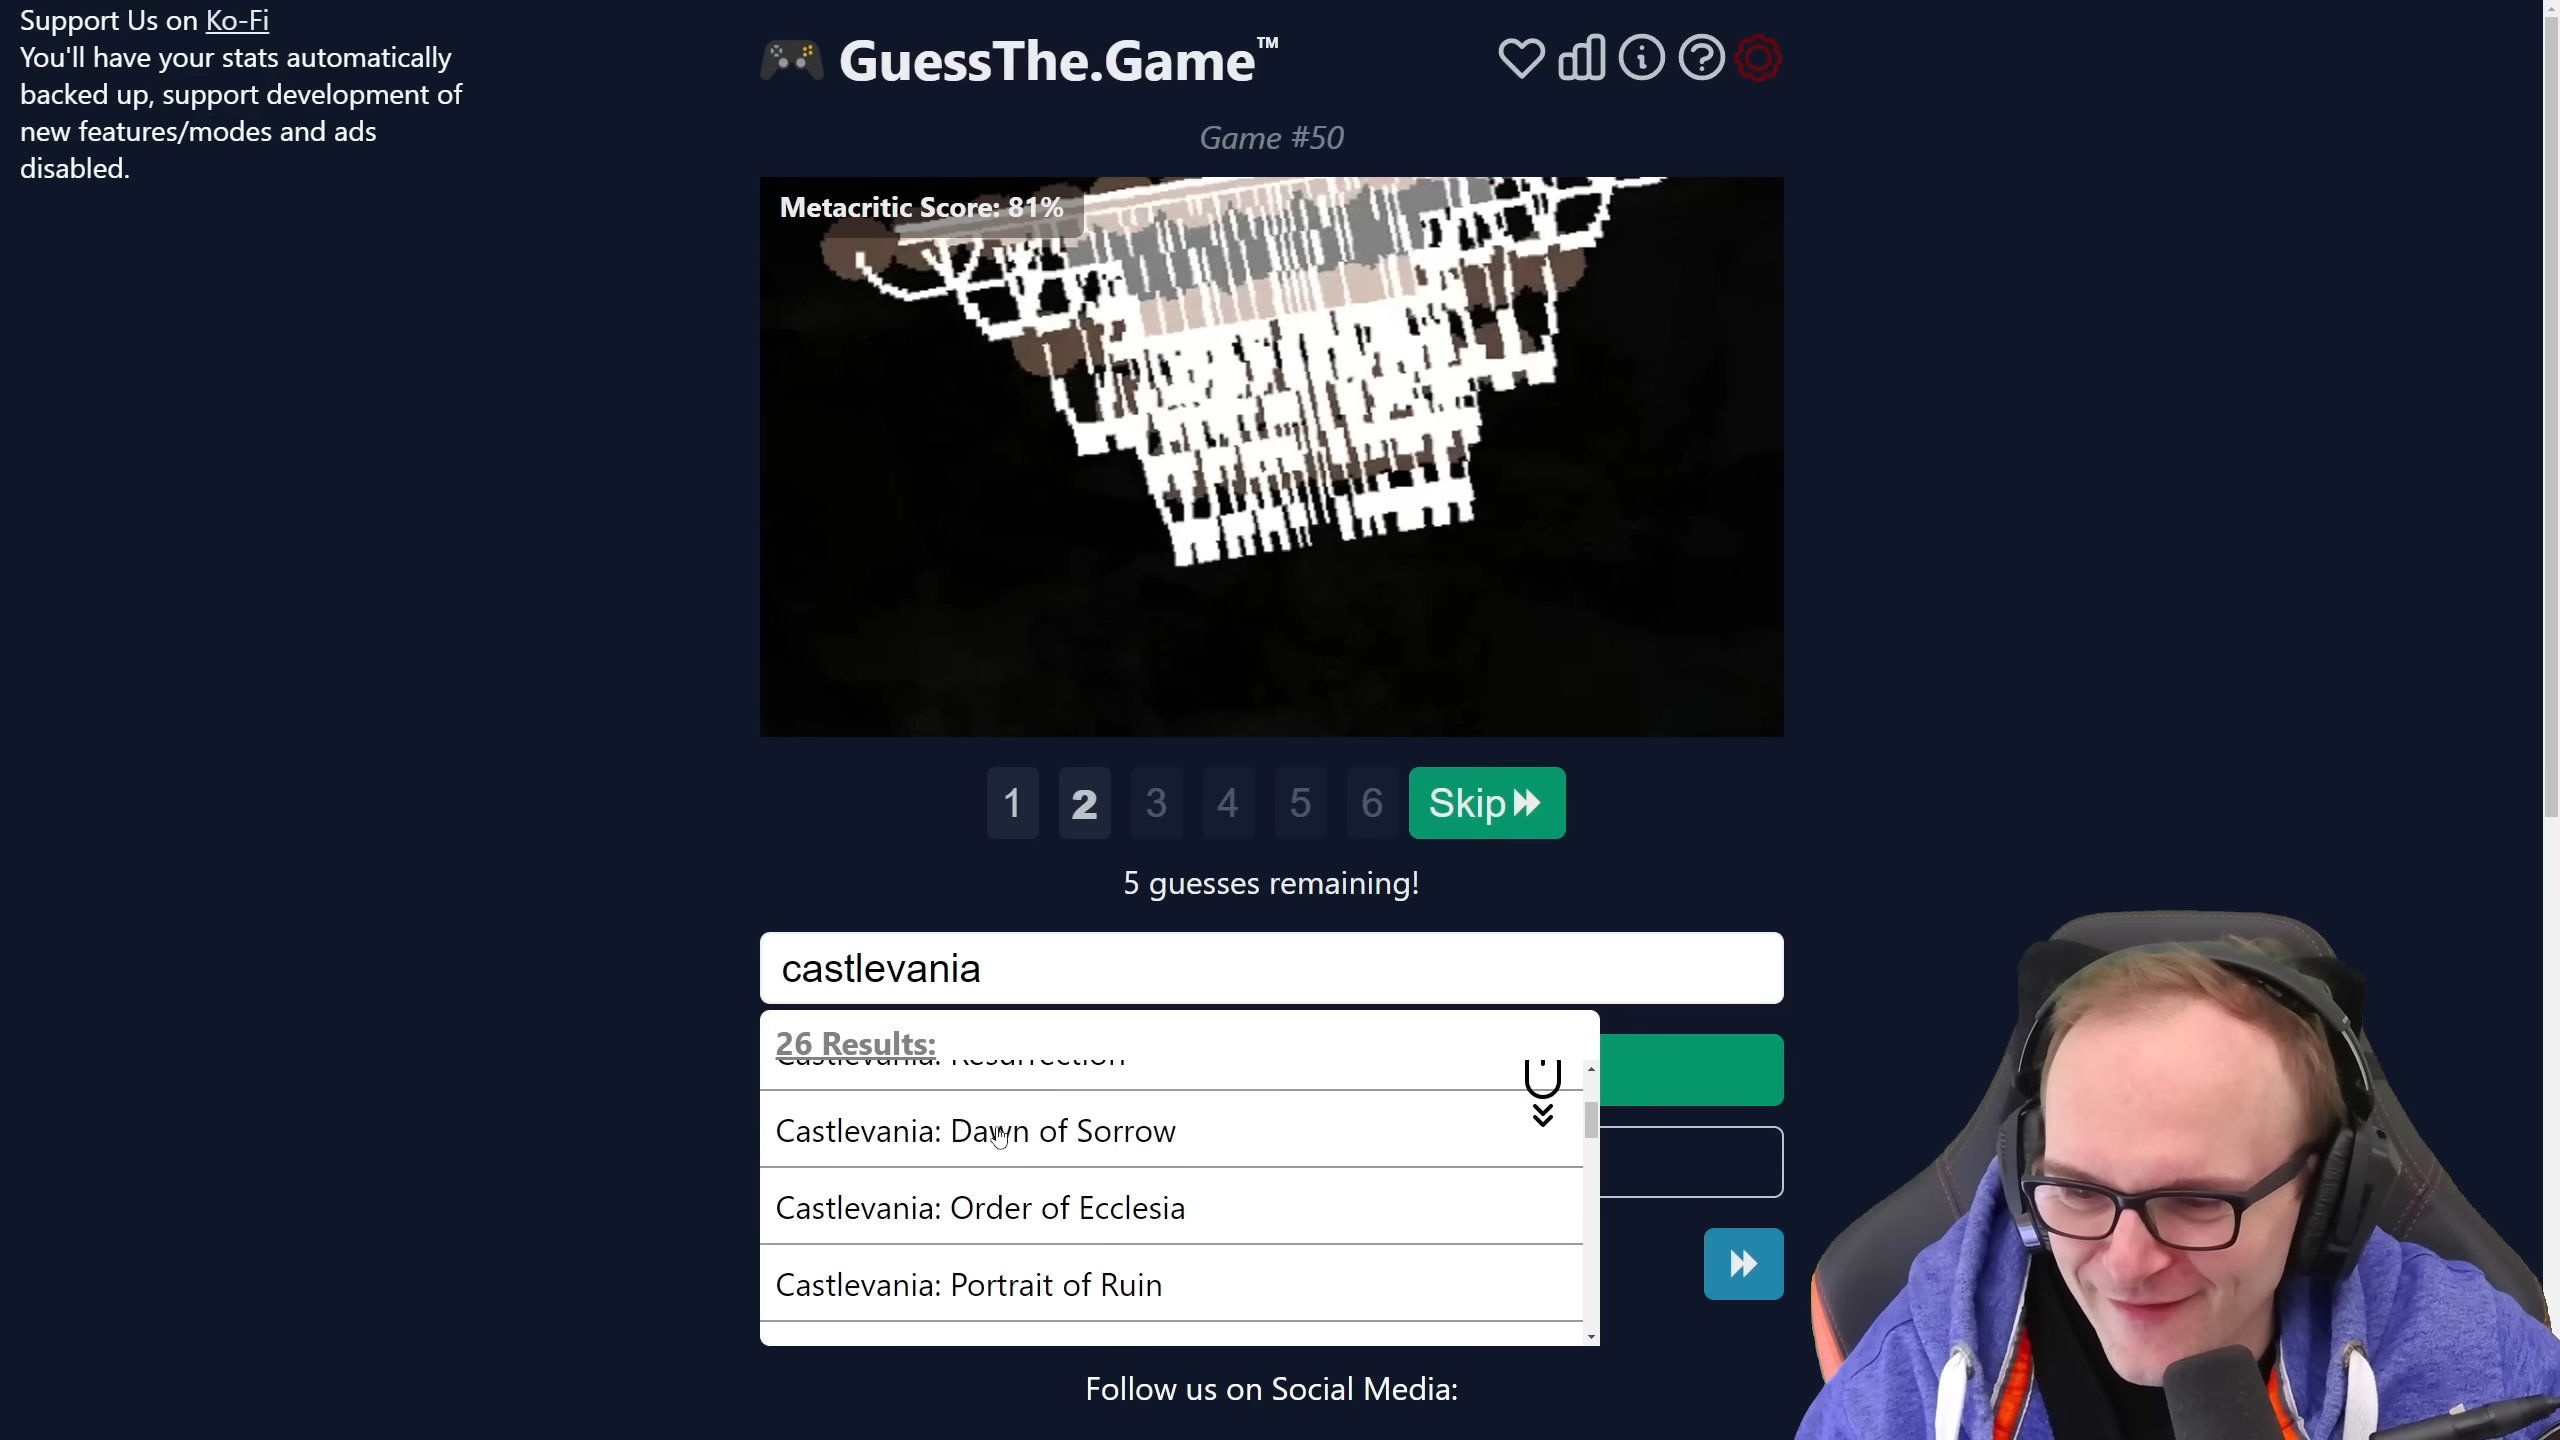 Support Us on Ko-Fi
You'll have your stats automatically
backed up, support development of
new features/modes and ads
disabled.
GuessThe.Game™
Game #50
Metacritic Score: 81%
1 2 3 4 5 6 Skip
5 guesses remaining!
castlevania
26 Results:
Castlevania: Resurrection
Castlevania: Dawn of Sorrow
Castlevania: Order of Ecclesia
Castlevania: Portrait of Ruin
Follow us on Social Media: